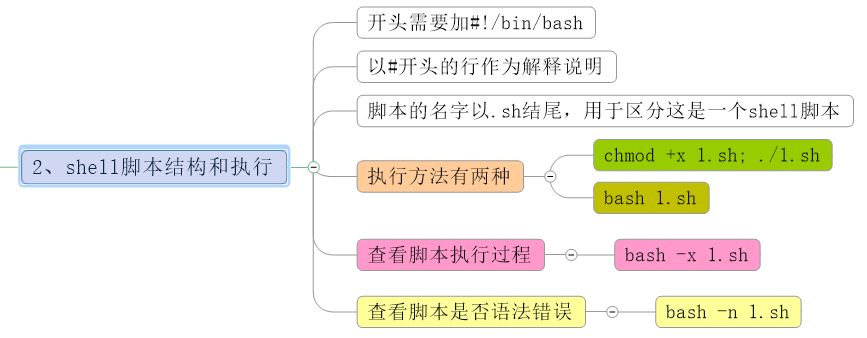 开头需要加#!/bin/bash
以#开头的行作为解释说明
脚本的名字以.sh结尾，用于区分这是一个shell脚本
2、shell脚本结构和执行
执行方法有两种
chmod +x 1.sh; ./1.sh
bash 1.sh
查看脚本执行过程
bash -x 1.sh
查看脚本是否语法错误
bash -n 1.sh